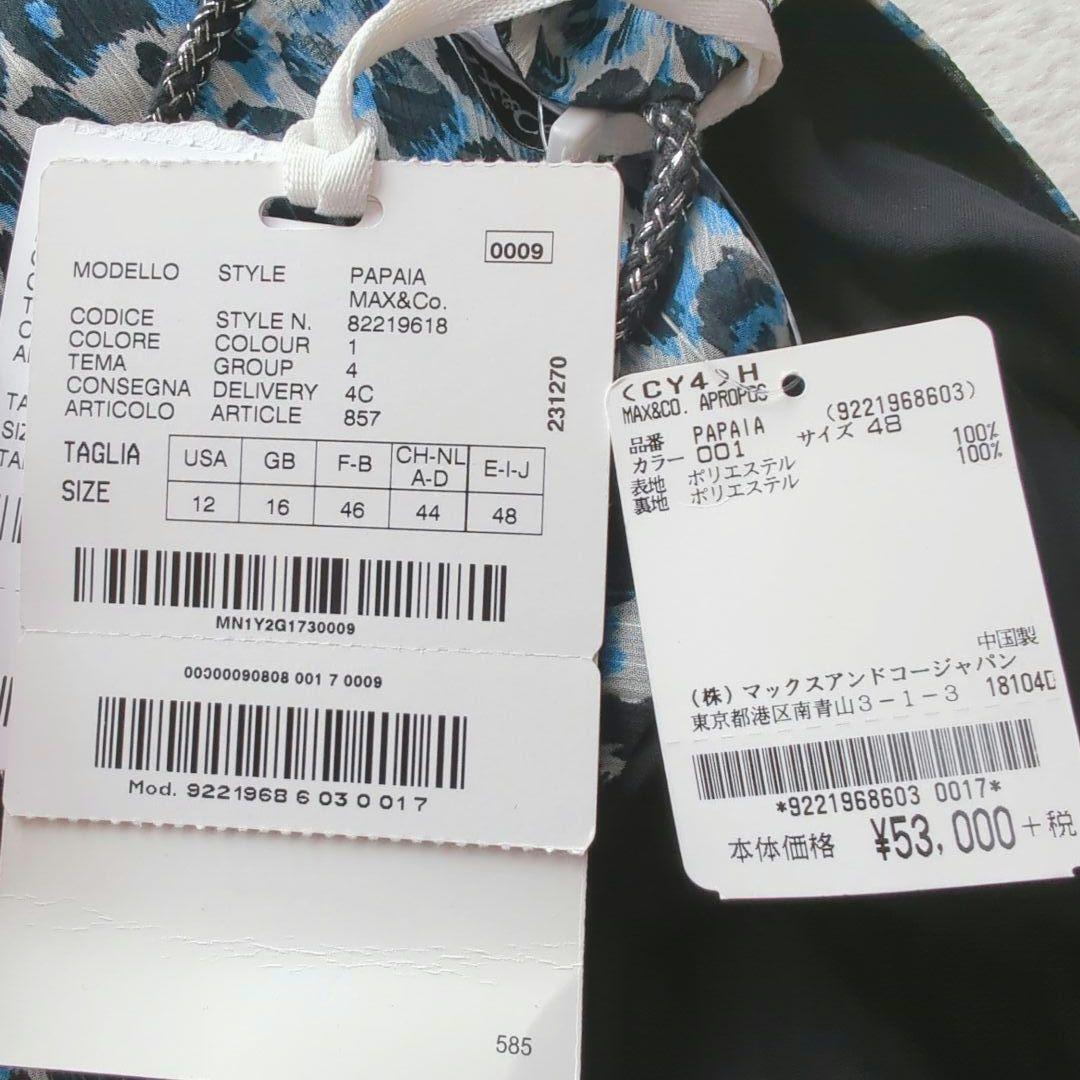 0009
MODELLO STYLE PAPAIA
MAX&Co.
CODICE STYLE N. 82219618
COLORE COLOUR 1
TEMA GROUP 4
CONSEGNA DELIVERY 4C
ARTICOLO ARTICLE 857
231270
TAGLIA SIZE
USA GB F-B CH-NL A-D E-I-J
12 16 46 44 48
MN1Y2G1730009
00000090808 001 7 0009
Mod. 9221968 6 03 0 01 7
585
(CY4)H
MAX&CO. APROPOS (9221968603)
品番 PAPAIA サイズ 48
カラー 001
表地 ポリエステル 100%
裏地 ポリエステル 100%
中国製
(株)マックスアンドコージャパン
東京都港区南青山3-1-3 18104D
*9221968603 0017*
本体価格 ¥53,000+税